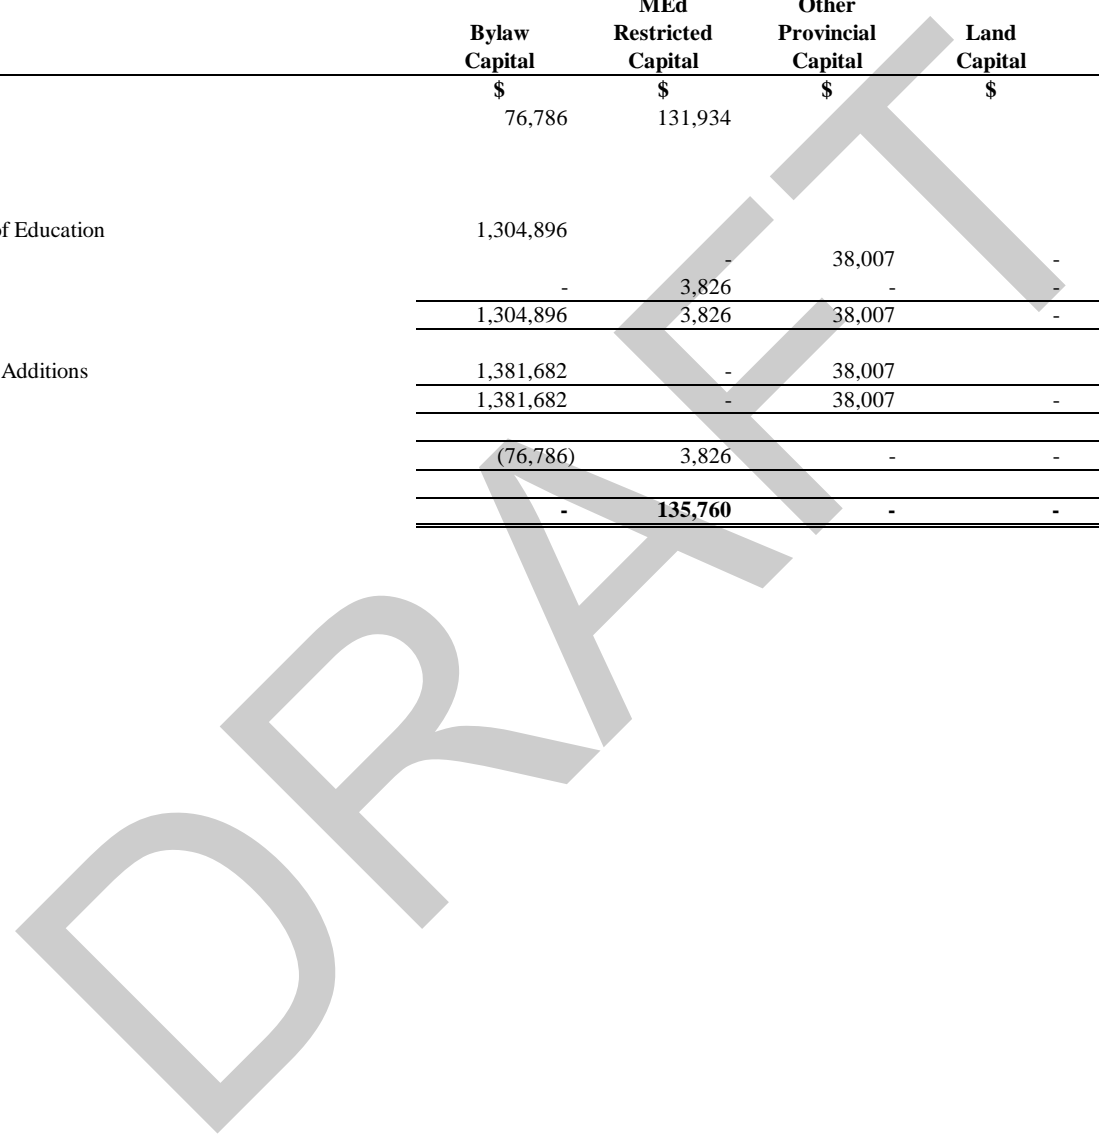 MEd Other
Bylaw Restricted Provincial Land
Capital Capital Capital Capital
$ $ $ $
76,786 131,934
of Education 1,304,896
- 38,007 -
- 3,826 - -
1,304,896 3,826 38,007 -
Additions 1,381,682 - 38,007
1,381,682 - 38,007 -
(76,786) 3,826 - -
- 135,760 - -
DRAFT